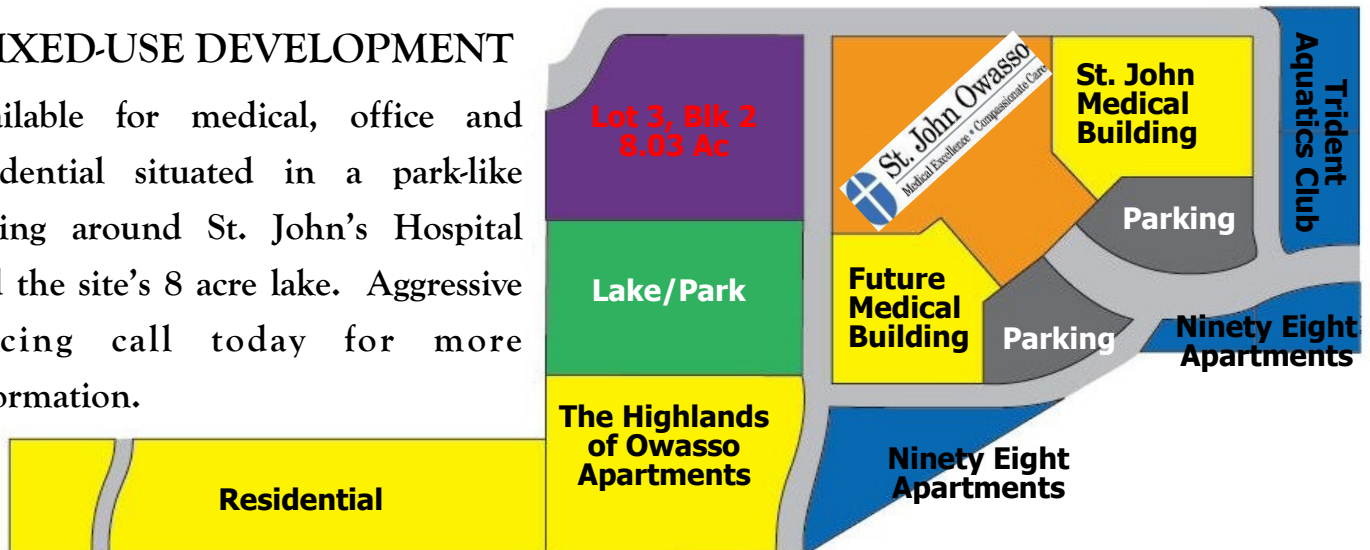 IXED-USE DEVELOPMENT
ailable for medical, office and
idential situated in a park-like
ing around St. John's Hospital
d the site's 8 acre lake. Aggressive
cing call today for more
formation.
Lot 3, Blk 2
8.03 Ac
Lake/Park
The Highlands
of Owasso
Apartments
Residential
St. John Owasso
Medical Excellence • Compassionate Care
St. John
Medical
Building
Parking
Future
Medical
Building
Parking
Trident
Aquatics Club
Ninety Eight
Apartments
Ninety Eight
Apartments